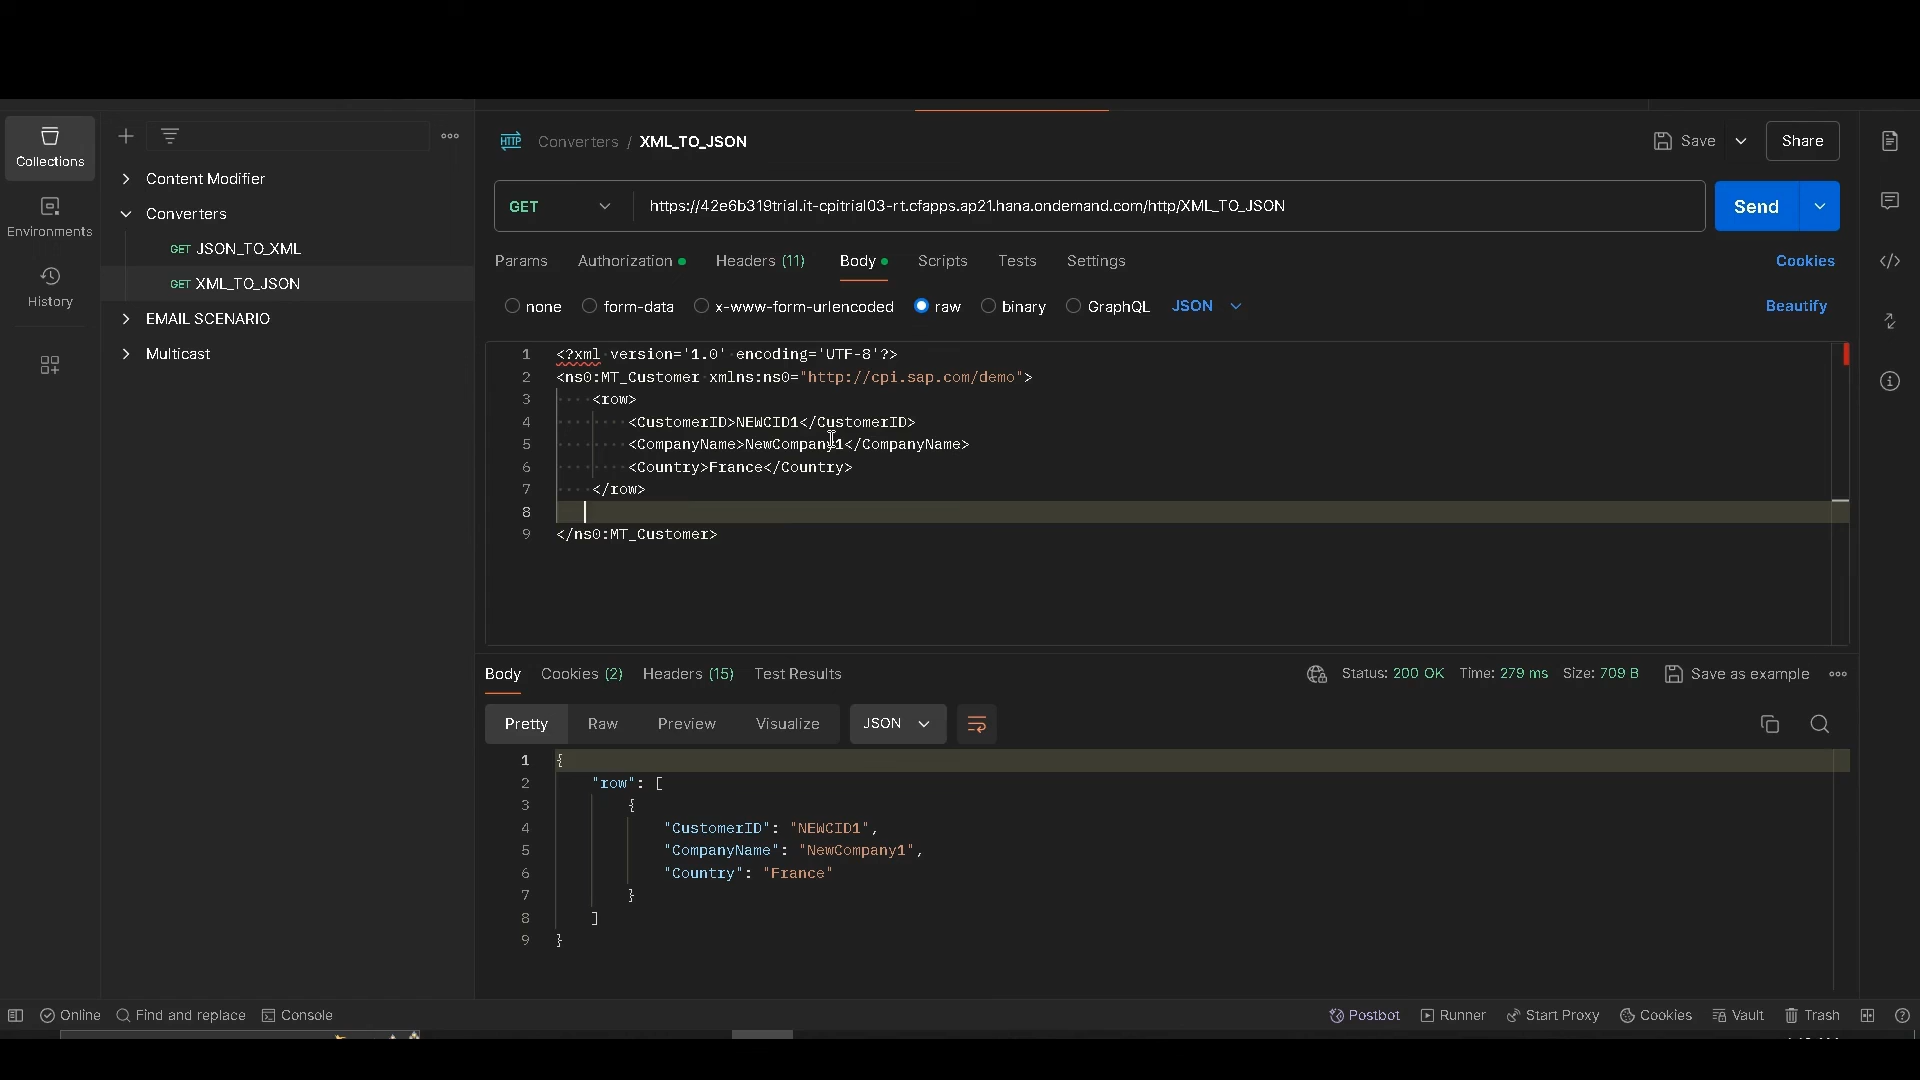 Collections
Environments
History
Content Modifier
Converters
GET JSON_TO_XML
GET XML_TO_JSON
EMAIL SCENARIO
Multicast
HTTP Converters / XML_TO_JSON
Save
Share
GET https://42e6b319trial.it-cpitrial03-rt.cfapps.ap21.hana.ondemand.com/http/XML_TO_JSON
Send
Params Authorization Headers (11) Body Scripts Tests Settings Cookies
none form-data x-www-form-urlencoded raw binary GraphQL JSON Beautify
1 <?xml version='1.0' encoding='UTF-8'?>
2 <ns0:MT_Customer xmlns:ns0="http://cpi.sap.com/demo">
3 <row>
4 <CustomerID>NEWCID1</CustomerID>
5 <CompanyName>NewCompany1</CompanyName>
6 <Country>France</Country>
7 </row>
8
9 </ns0:MT_Customer>
Body Cookies (2) Headers (15) Test Results Status: 200 OK Time: 279 ms Size: 709 B Save as example
Pretty Raw Preview Visualize JSON
1 {
2 "row": [
3 {
4 "CustomerID": "NEWCID1",
5 "CompanyName": "NewCompany1",
6 "Country": "France"
7 }
8 ]
9 }
Online Find and replace Console Postbot Runner Start Proxy Cookies Vault Trash